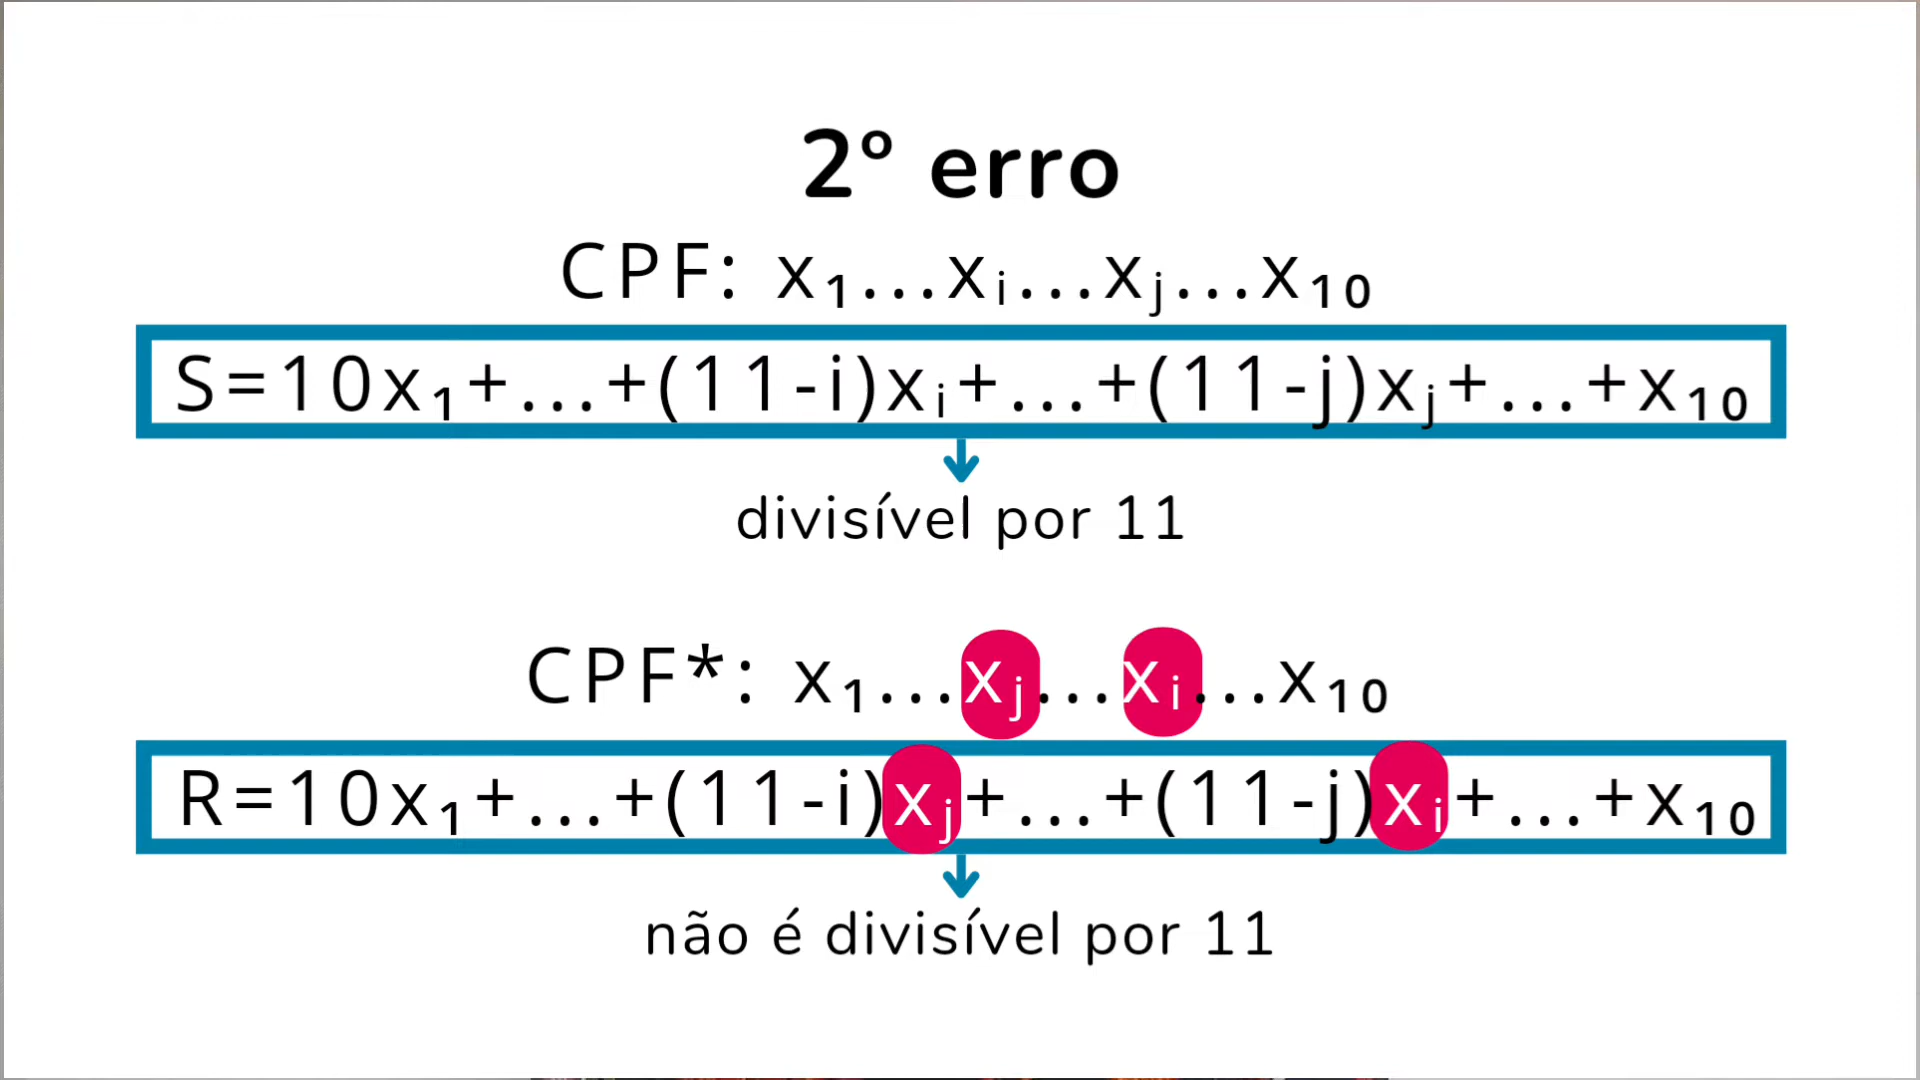 2º erro
CPF: x₁...xᵢ...xⱼ...x₁₀
S=10x₁+...+(11-i)xᵢ+...+(11-j)xⱼ+...+x₁₀
divisível por 11
CPF*: x₁...xⱼ...xᵢ...x₁₀
R=10x₁+...+(11-i)xⱼ+...+(11-j)xᵢ+...+x₁₀
não é divisível por 11